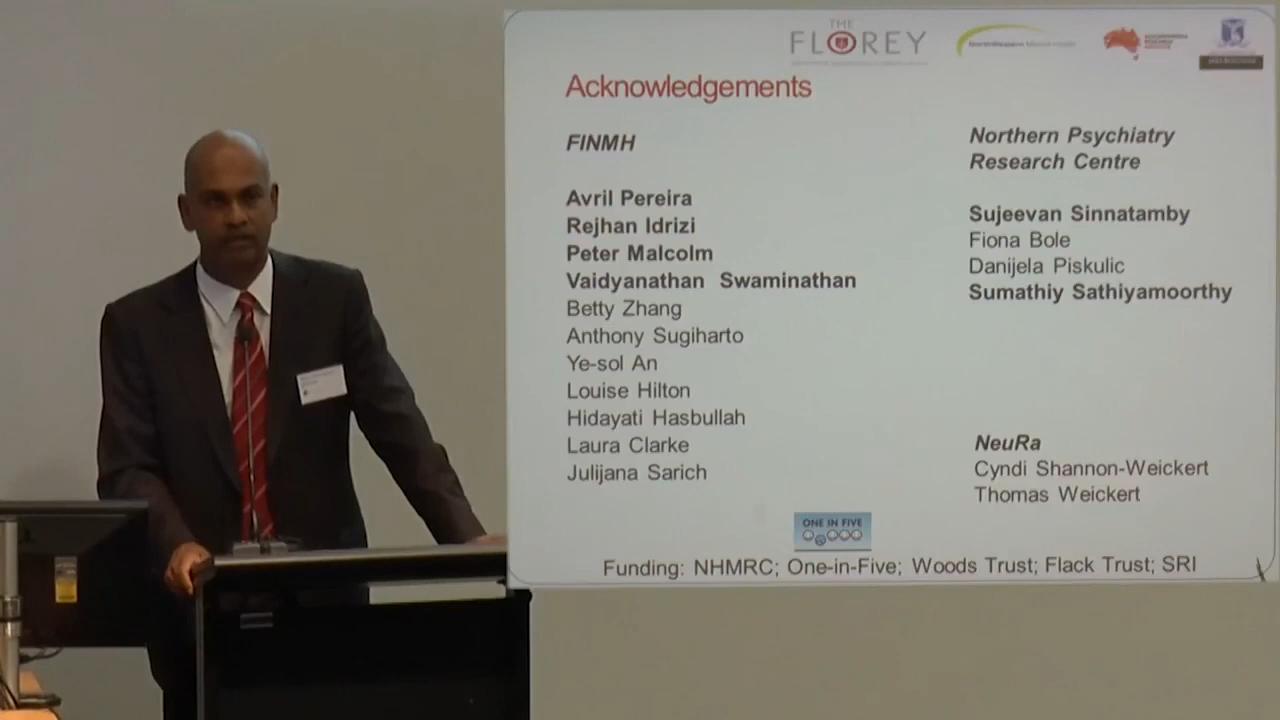 THE
FLOREY
Acknowledgements
FINMH
Avril Pereira
Rejhan Idrizi
Peter Malcolm
Vaidyanathan Swaminathan
Betty Zhang
Anthony Sugiharto
Ye-sol An
Louise Hilton
Hidayati Hasbullah
Laura Clarke
Julijana Sarich
Northern Psychiatry
Research Centre
Sujeevan Sinnatamby
Fiona Bole
Danijela Piskulic
Sumathiy Sathiyamoorthy
NeuRa
Cyndi Shannon-Weickert
Thomas Weickert
ONE IN FIVE
Funding: NHMRC; One-in-Five; Woods Trust; Flack Trust; SRI